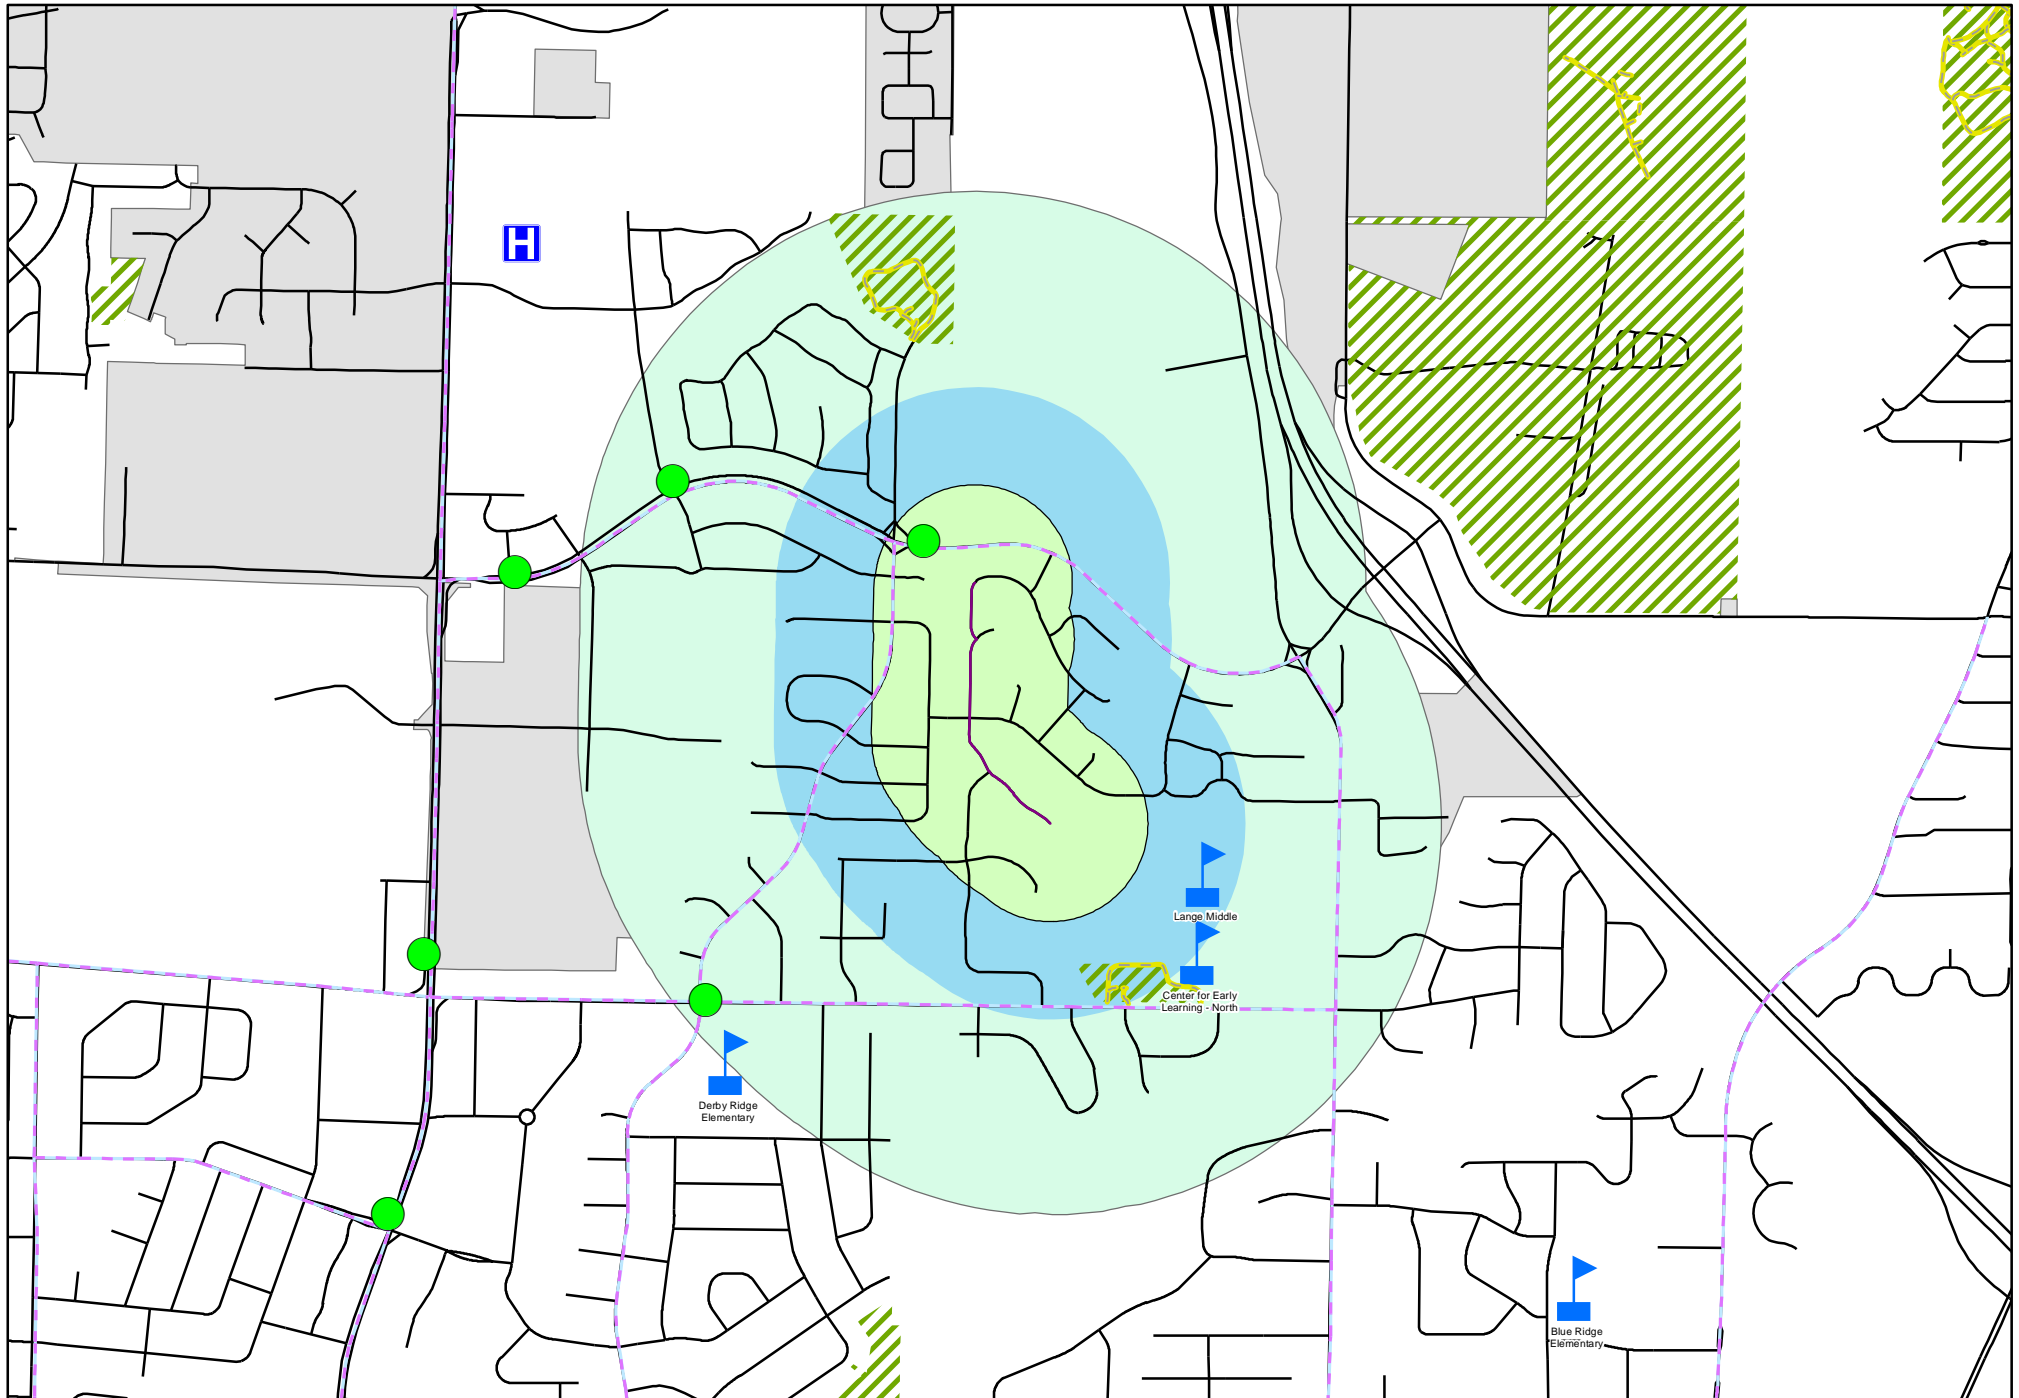 H
Lange Middle
Center for Early
Learning - North
Derby Ridge
Elementary
Blue Ridge
Elementary